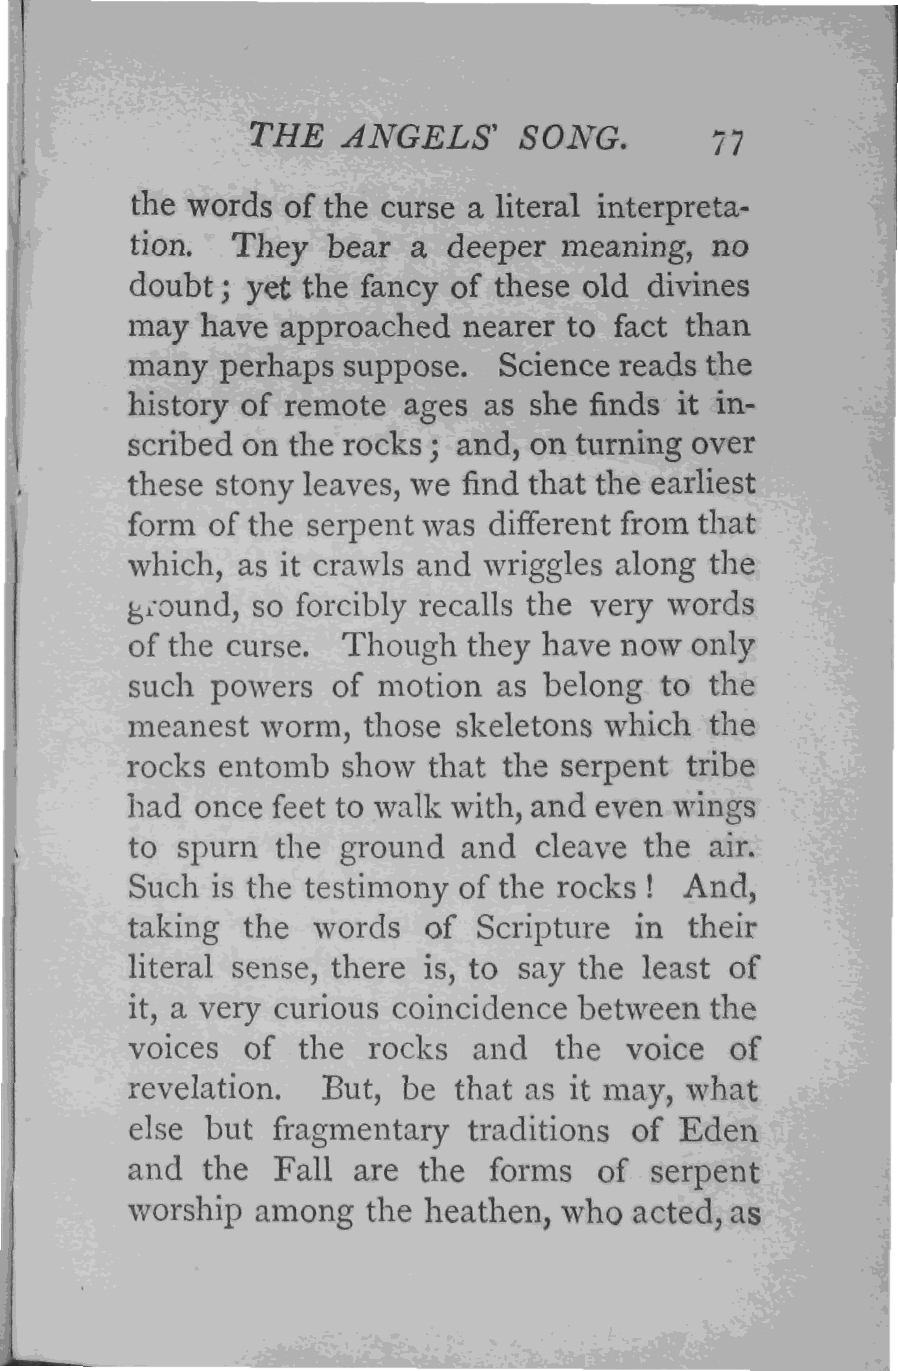 THE ANGELS' SONG. 77
the words of the curse a literal interpreta-
tion. They bear a deeper meaning, no
doubt; yet the fancy of these old divines
may have approached nearer to fact than
many perhaps suppose. Science reads the
history of remote ages as she finds it in-
scribed on the rocks; and, on turning over
these stony leaves, we find that the earliest
form of the serpent was different from that
which, as it crawls and wriggles along the
ground, so forcibly recalls the very words
of the curse. Though they have now only
such powers of motion as belong to the
meanest worm, those skeletons which the
rocks entomb show that the serpent tribe
had once feet to walk with, and even wings
to spurn the ground and cleave the air.
Such is the testimony of the rocks! And,
taking the words of Scripture in their
literal sense, there is, to say the least of
it, a very curious coincidence between the
voices of the rocks and the voice of
revelation. But, be that as it may, what
else but fragmentary traditions of Eden
and the Fall are the forms of serpent
worship among the heathen, who acted, as